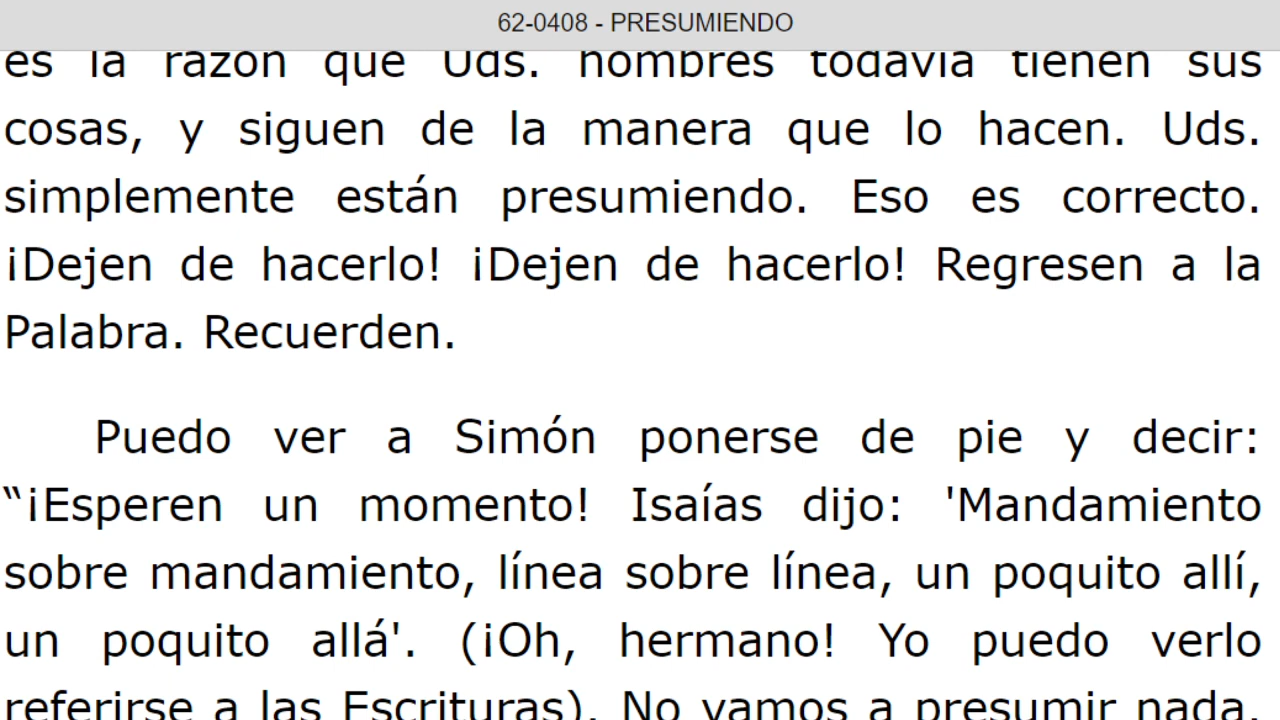 62-0408 - PRESUMIENDO
es la razón que Uds. hombres todavía tienen sus
cosas, y siguen de la manera que lo hacen. Uds.
simplemente están presumiendo. Eso es correcto.
¡Dejen de hacerlo! ¡Dejen de hacerlo! Regresen a la
Palabra. Recuerden.
Puedo ver a Simón ponerse de pie y decir:
“¡Esperen un momento! Isaías dijo: 'Mandamiento
sobre mandamiento, línea sobre línea, un poquito allí,
un poquito allá'. (¡Oh, hermano! Yo puedo verlo
referirse a las Escrituras). No vamos a presumir nada.